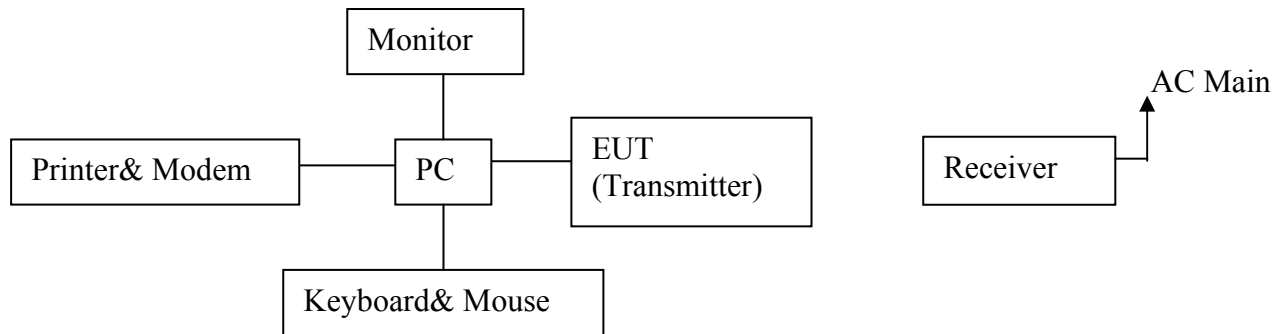 Monitor
AC Main
Printer& Modem
PC
EUT
(Transmitter)
Receiver
Keyboard& Mouse